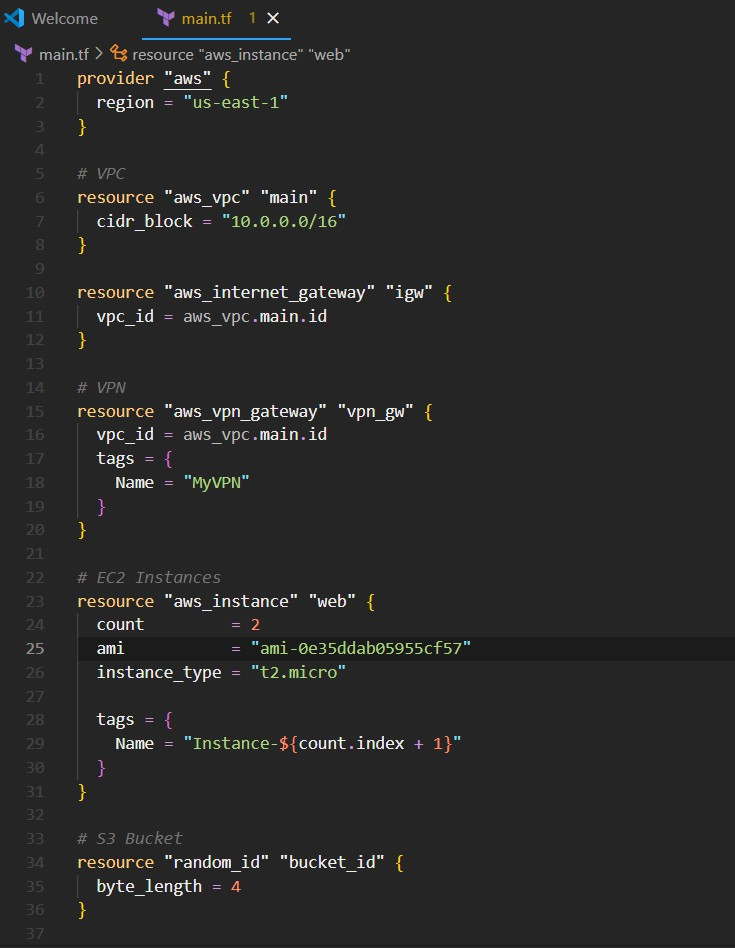 Welcome main.tf 1 ×
main.tf > resource "aws_instance" "web"
1 provider "aws" {
2 region = "us-east-1"
3 }
4
5 # VPC
6 resource "aws_vpc" "main" {
7 cidr_block = "10.0.0.0/16"
8 }
9
10 resource "aws_internet_gateway" "igw" {
11 vpc_id = aws_vpc.main.id
12 }
13
14 # VPN
15 resource "aws_vpn_gateway" "vpn_gw" {
16 vpc_id = aws_vpc.main.id
17 tags = {
18 Name = "MyVPN"
19 }
20 }
21
22 # EC2 Instances
23 resource "aws_instance" "web" {
24 count = 2
25 ami = "ami-0e35ddab05955cf57"
26 instance_type = "t2.micro"
27
28 tags = {
29 Name = "Instance-${count.index + 1}"
30 }
31 }
32
33 # S3 Bucket
34 resource "random_id" "bucket_id" {
35 byte_length = 4
36 }
37